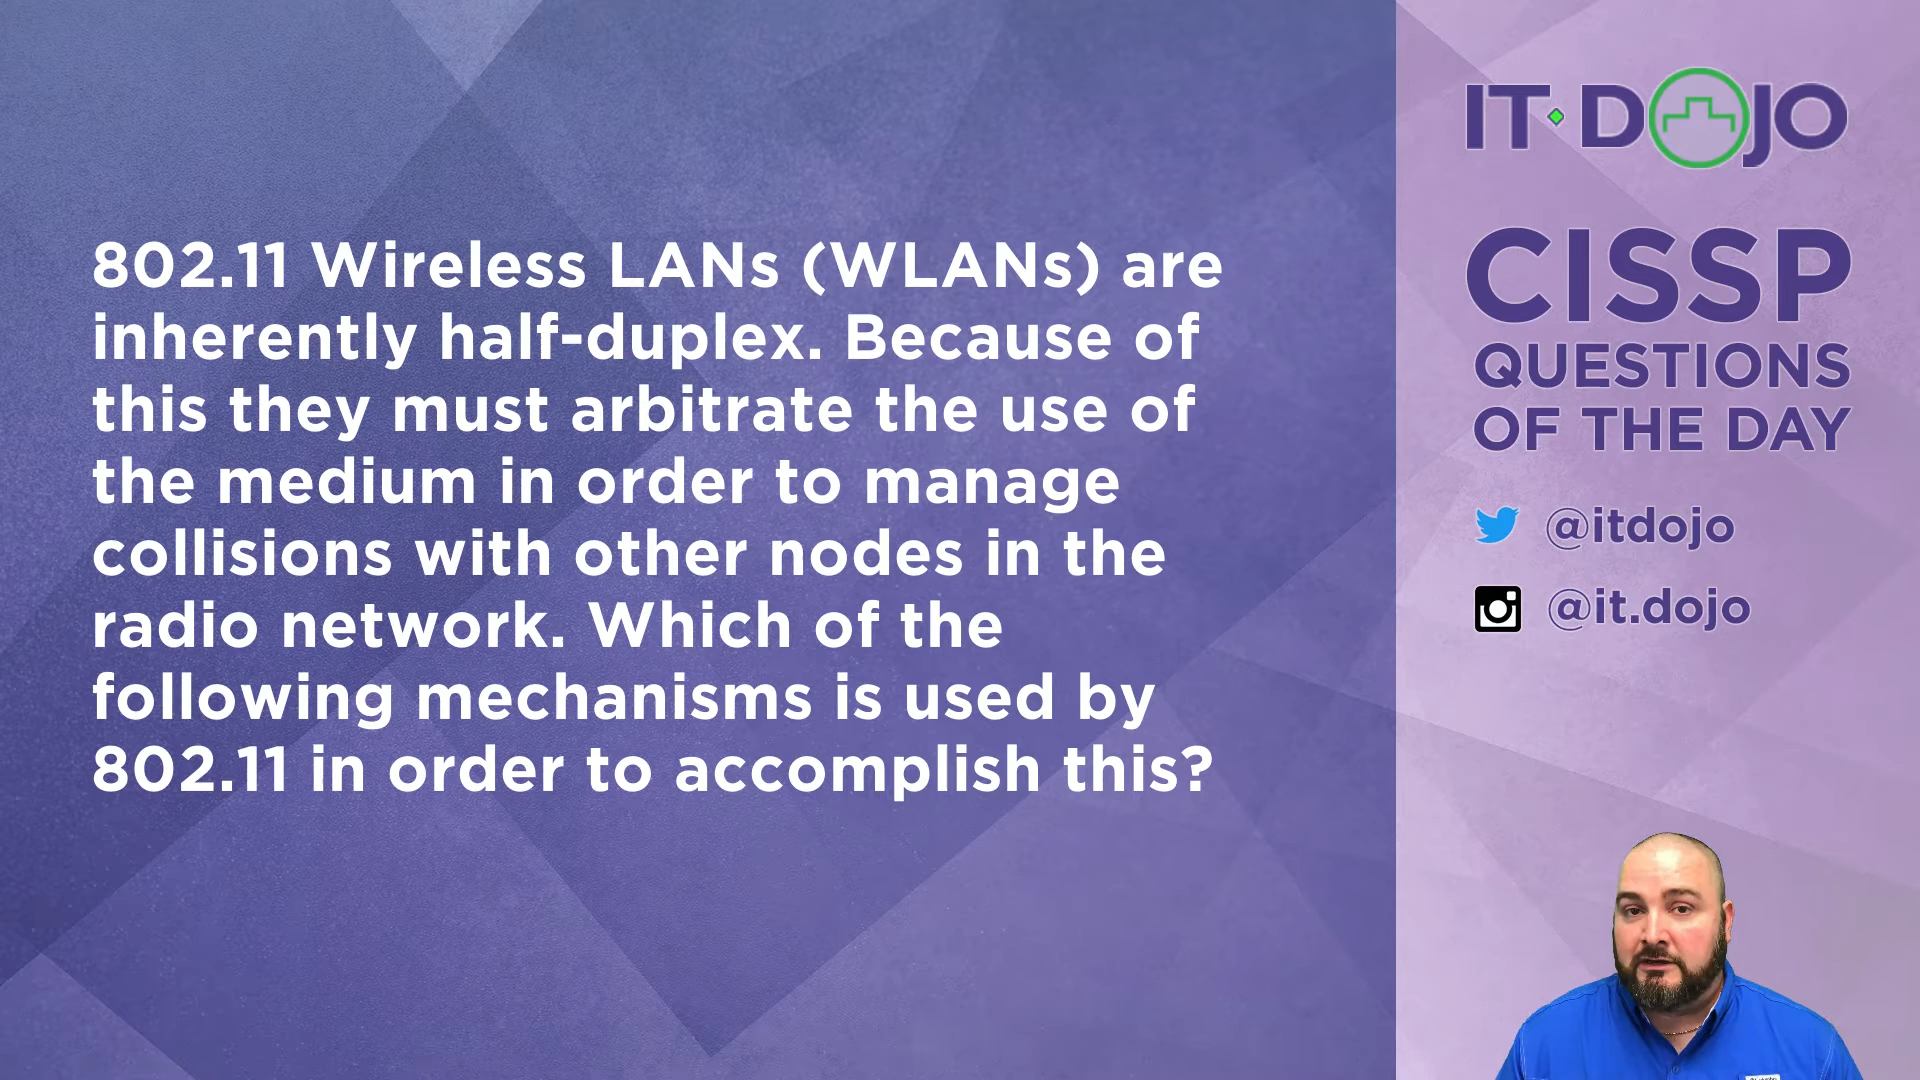 802.11 Wireless LANs (WLANs) are
inherently half-duplex. Because of
this they must arbitrate the use of
the medium in order to manage
collisions with other nodes in the
radio network. Which of the
following mechanisms is used by
802.11 in order to accomplish this?
IT·DOJO
CISSP
QUESTIONS
OF THE DAY
@itdojo
@it.dojo